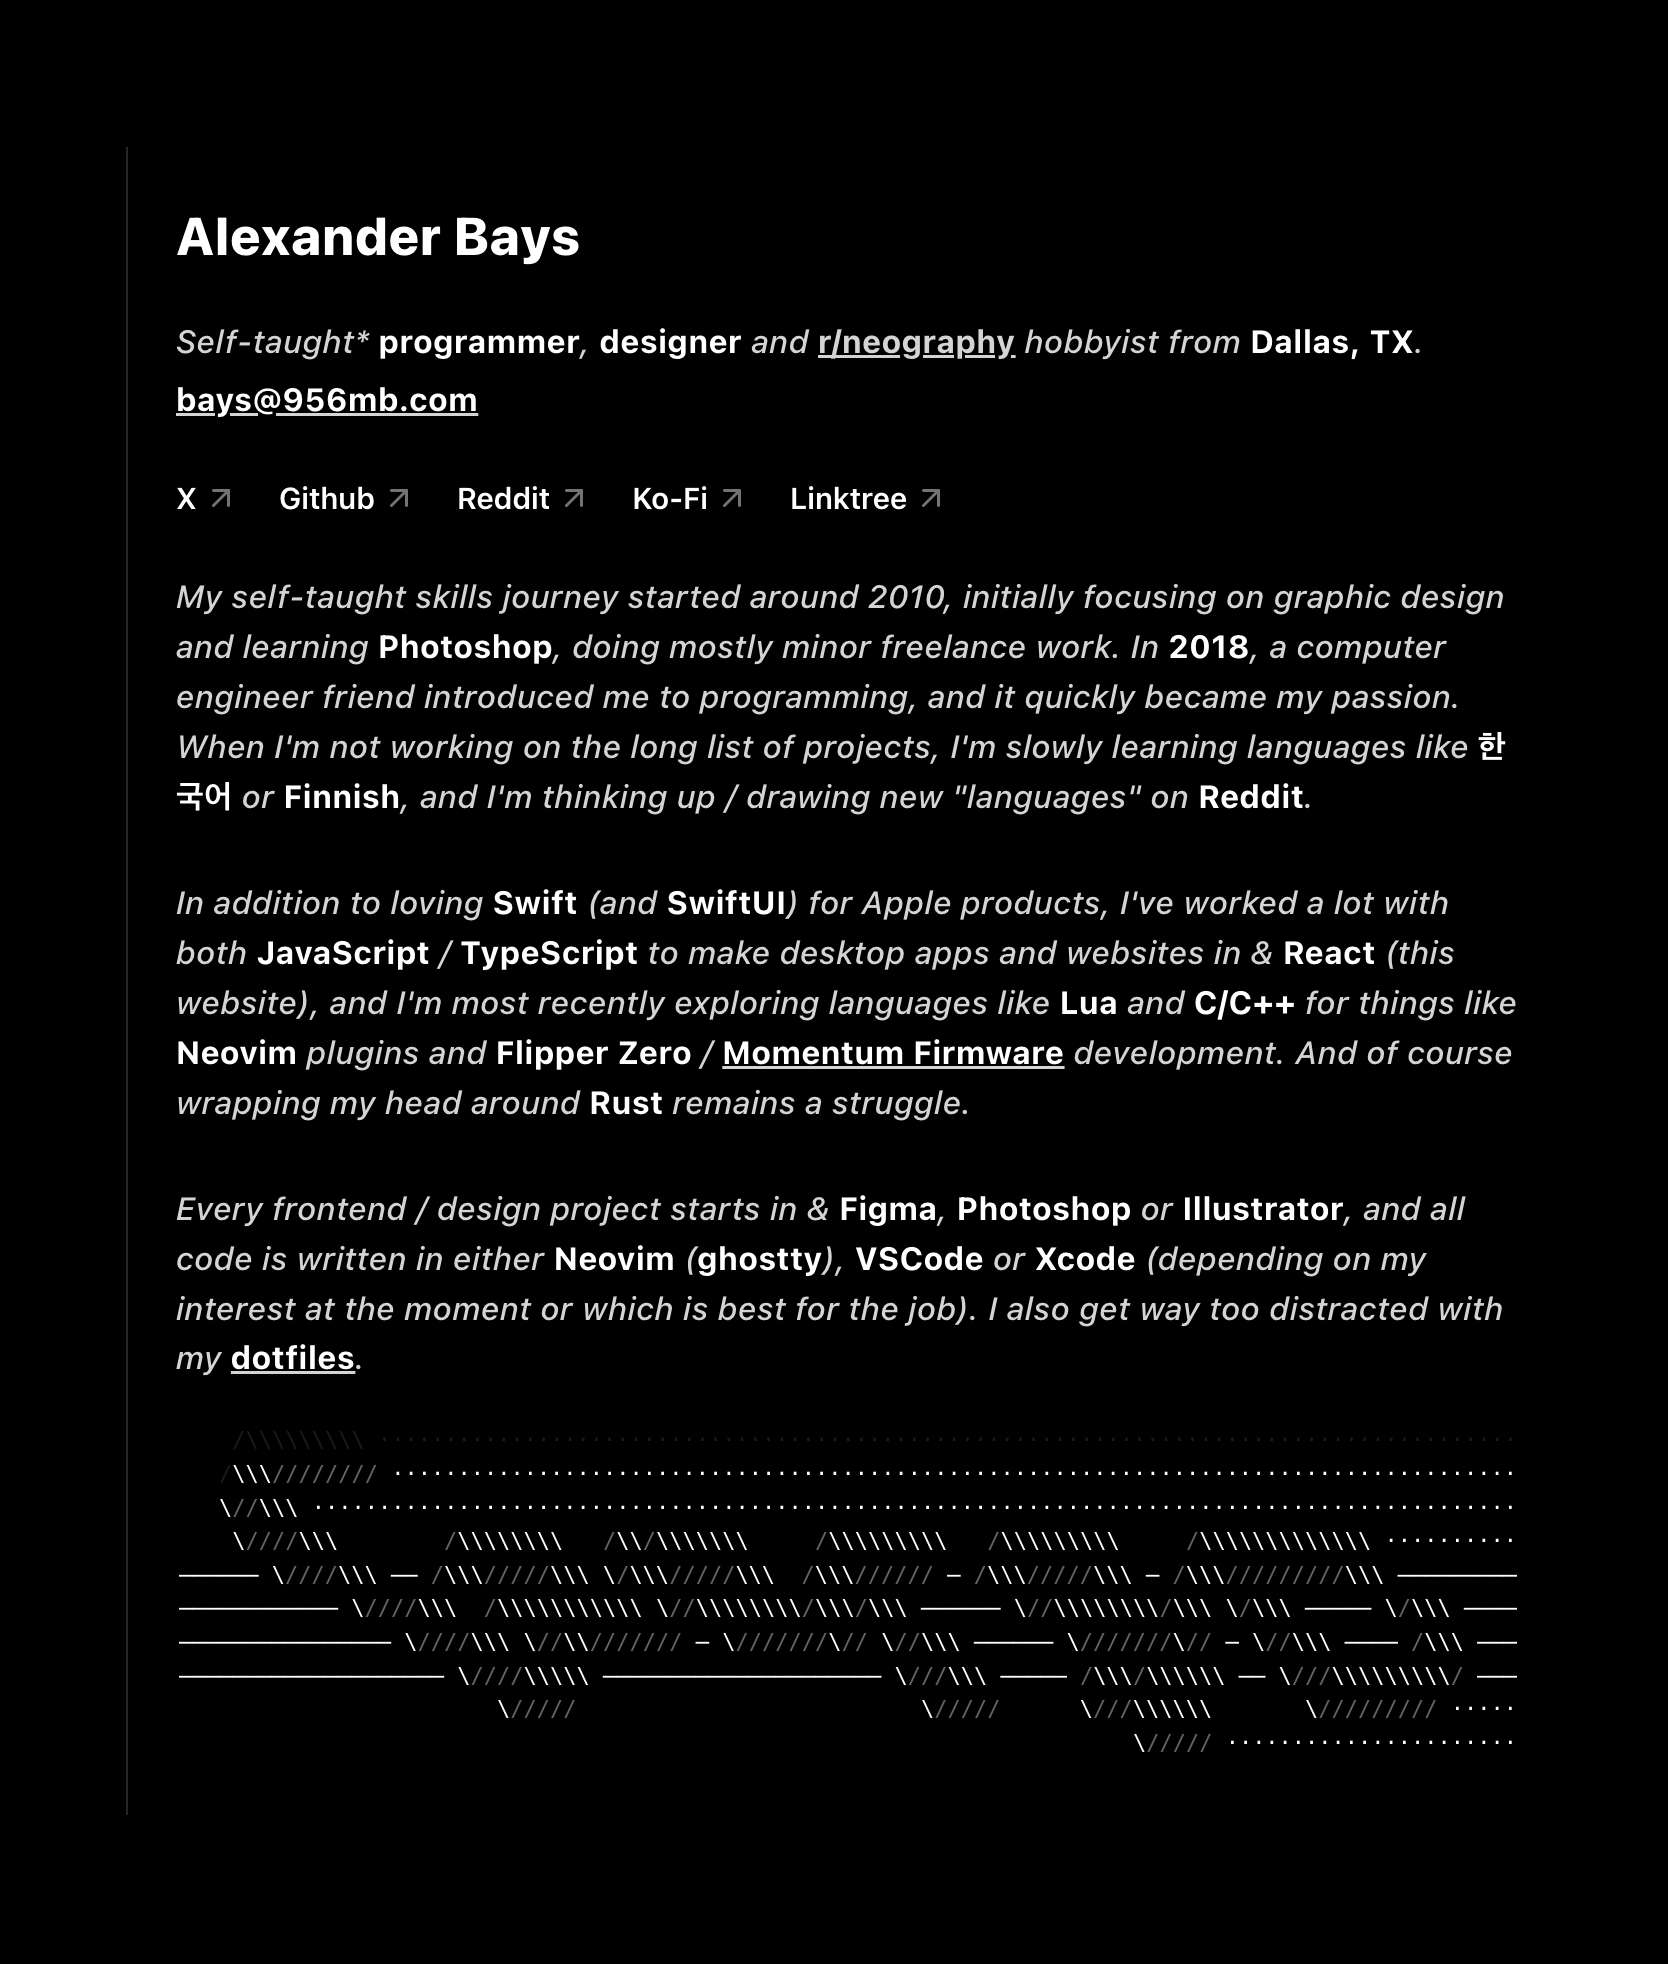 Alexander Bays
Self-taught* programmer, designer and r/neography hobbyist from Dallas, TX.
bays@956mb.com
X Github Reddit Ko-Fi Linktree
My self-taught skills journey started around 2010, initially focusing on graphic design
and learning Photoshop, doing mostly minor freelance work. In 2018, a computer
engineer friend introduced me to programming, and it quickly became my passion.
When I'm not working on the long list of projects, I'm slowly learning languages like 한
국어 or Finnish, and I'm thinking up / drawing new "languages" on Reddit.
In addition to loving Swift (and SwiftUI) for Apple products, I've worked a lot with
both JavaScript / TypeScript to make desktop apps and websites in & React (this
website), and I'm most recently exploring languages like Lua and C/C++ for things like
Neovim plugins and Flipper Zero / Momentum Firmware development. And of course
wrapping my head around Rust remains a struggle.
Every frontend / design project starts in & Figma, Photoshop or Illustrator, and all
code is written in either Neovim (ghostty), VSCode or Xcode (depending on my
interest at the moment or which is best for the job). I also get way too distracted with
my dotfiles.